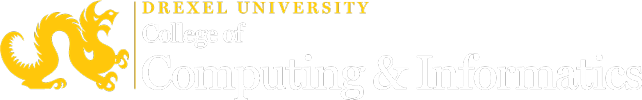 DREXEL UNIVERSITY
College of
Computing & Informatics